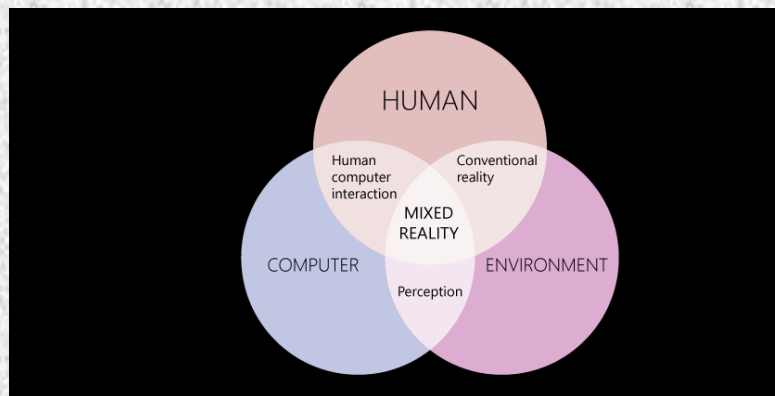 HUMAN
Human
computer
interaction
Conventional
reality
MIXED
REALITY
COMPUTER
ENVIRONMENT
Perception